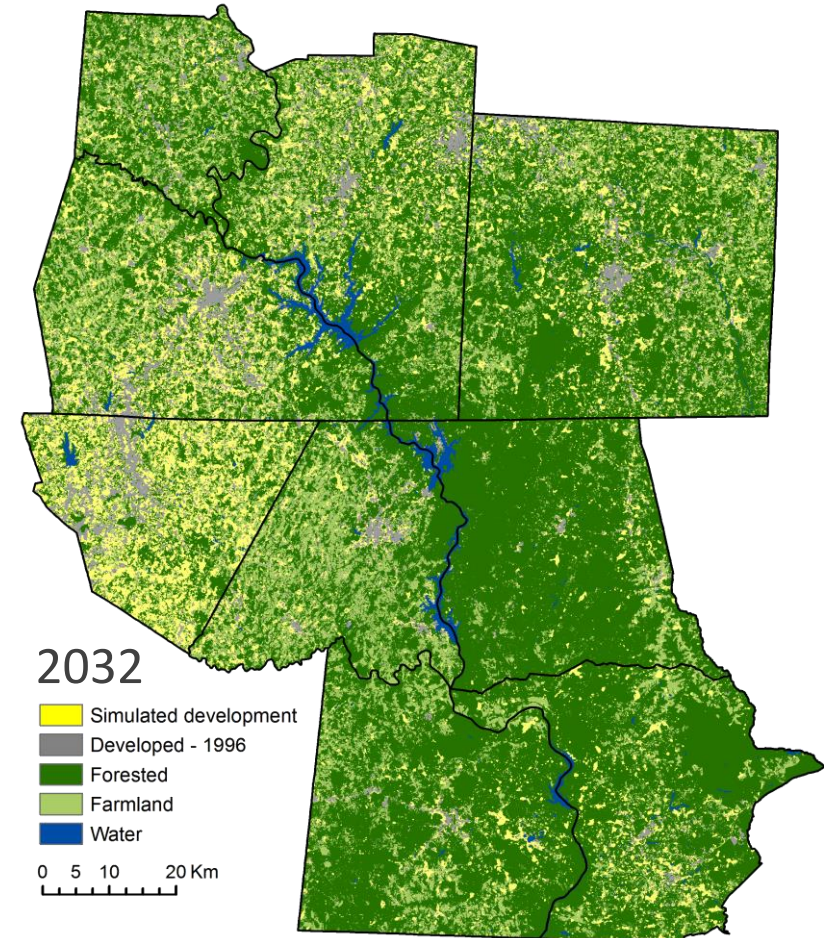 2032
Simulated development
Developed - 1996
Forested
Farmland
Water
0 5 10 20 Km